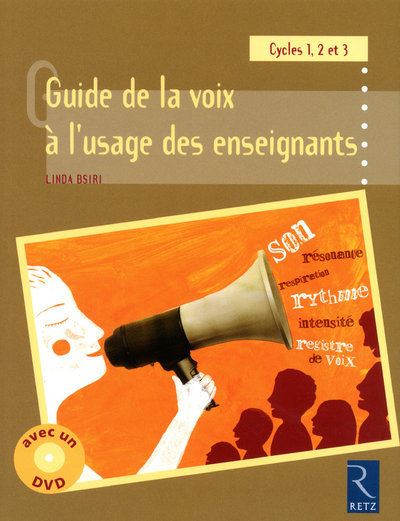 Cycles 1, 2 et 3
Guide de la voix
à l'usage des enseignants
LINDA BSIRI
son
résonance
respiration
rythme
intensité
registre
de voix
avec un
DVD
RETZ